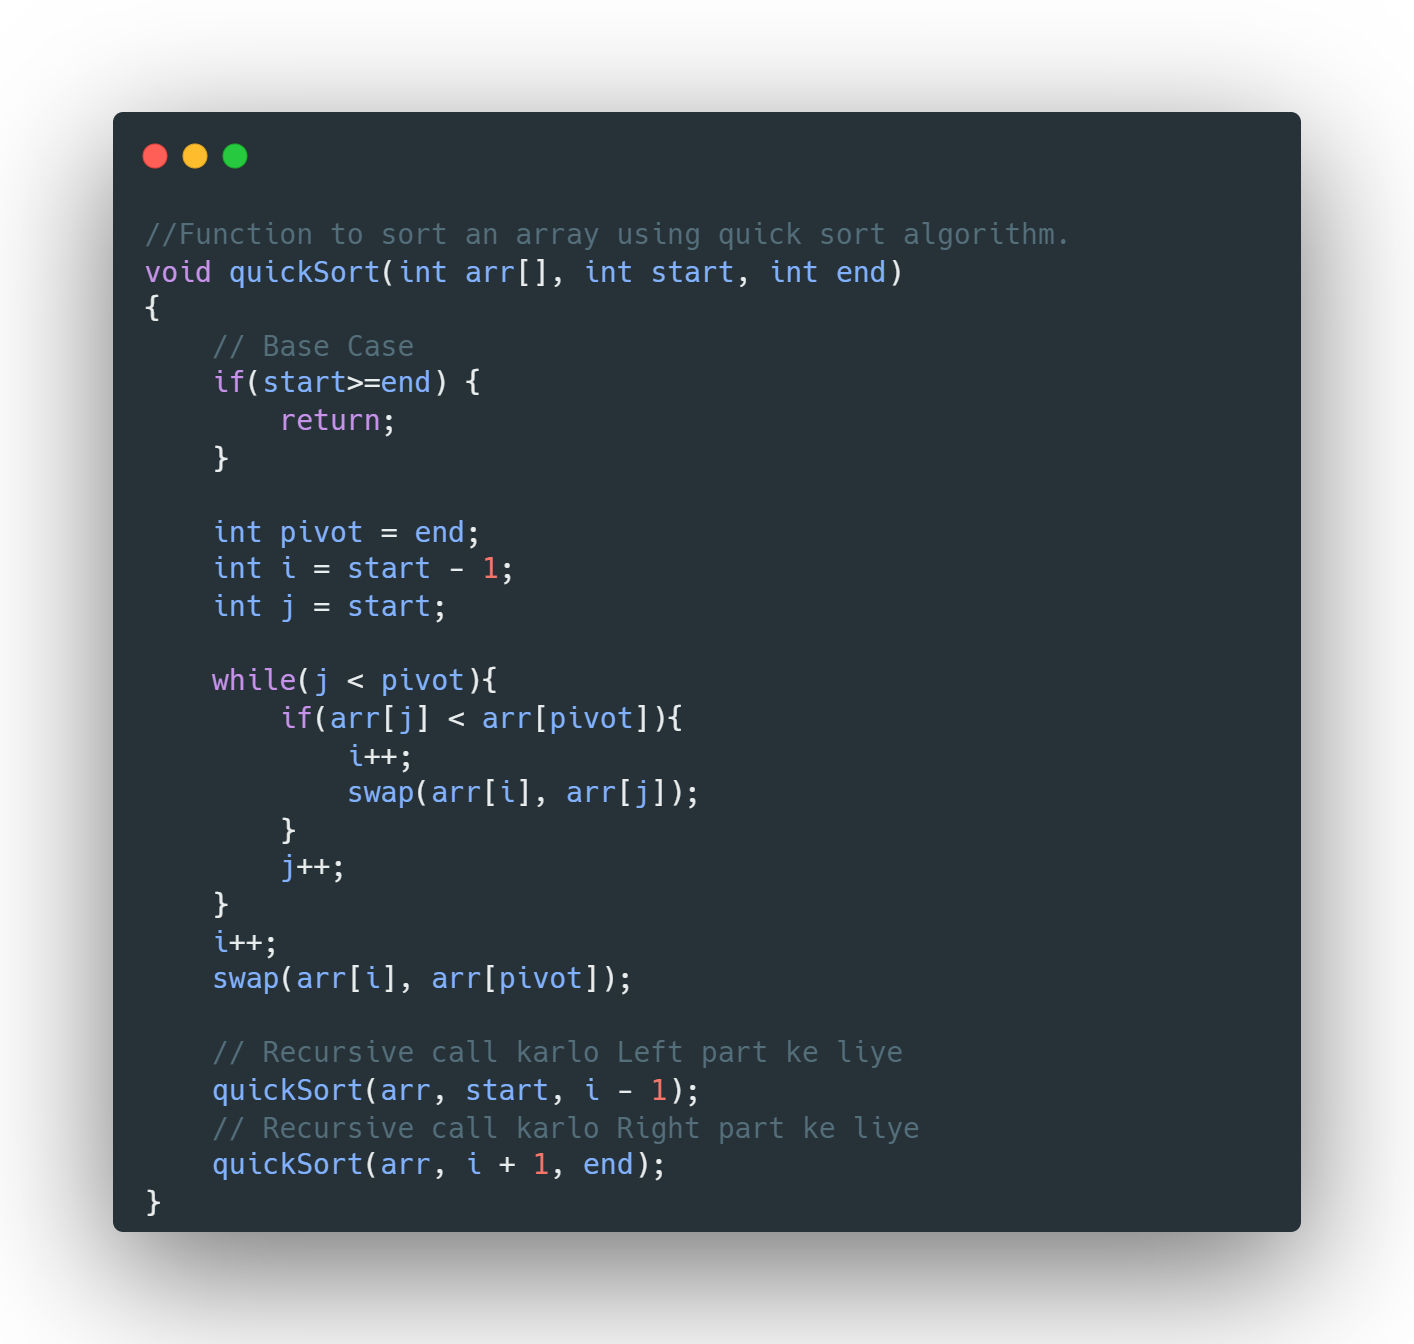 //Function to sort an array using quick sort algorithm.
void quickSort(int arr[], int start, int end)
{
    // Base Case
    if(start>=end) {
        return;
    }

    int pivot = end;
    int i = start - 1;
    int j = start;

    while(j < pivot){
        if(arr[j] < arr[pivot]){
            i++;
            swap(arr[i], arr[j]);
        }
        j++;
    }
    i++;
    swap(arr[i], arr[pivot]);

    // Recursive call karlo Left part ke liye
    quickSort(arr, start, i - 1);
    // Recursive call karlo Right part ke liye
    quickSort(arr, i + 1, end);
}